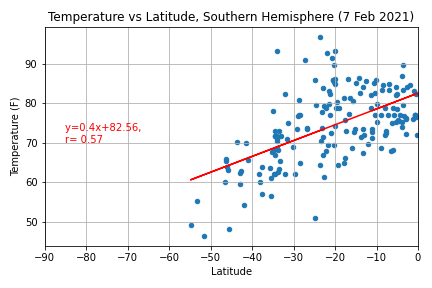 Temperature vs Latitude, Southern Hemisphere (7 Feb 2021)
Temperature (F)
90
80
70
60
50
y=0.4x+82.56,
r= 0.57
−90 −80 −70 −60 −50 −40 −30 −20 −10 0
Latitude